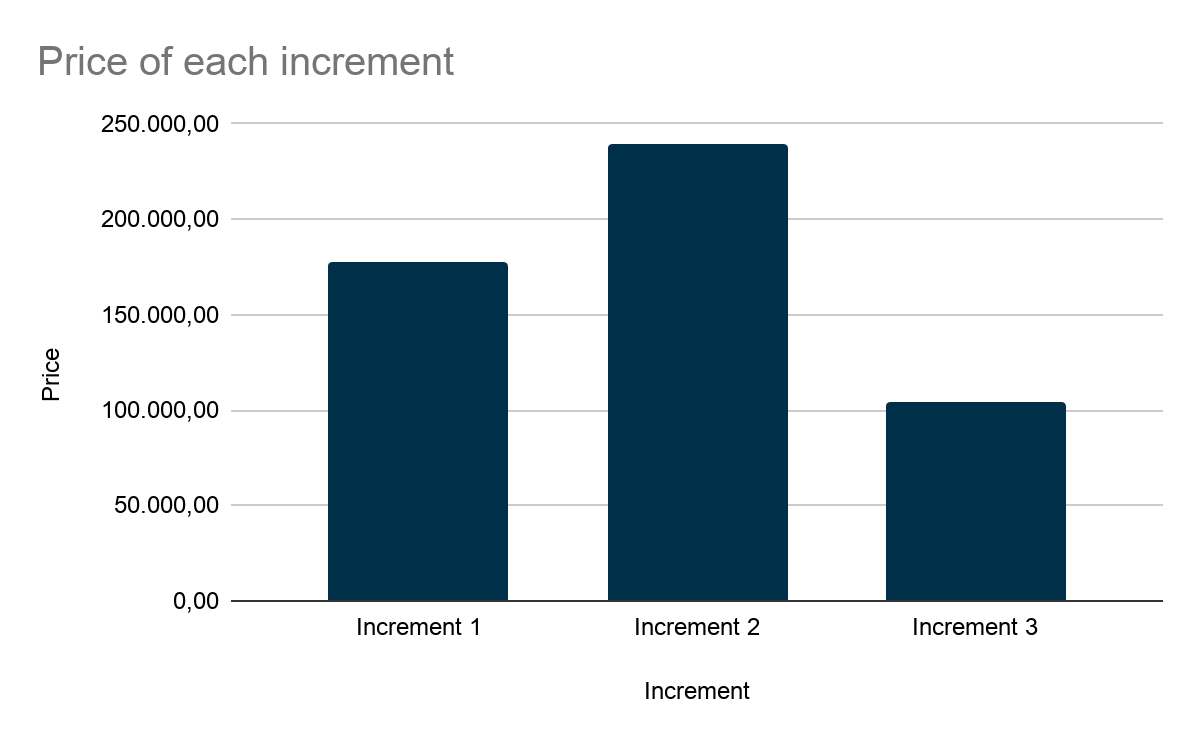 Price of each increment
250.000,00
200.000,00
150.000,00
100.000,00
50.000,00
0,00
Price
Increment 1
Increment 2
Increment 3
Increment